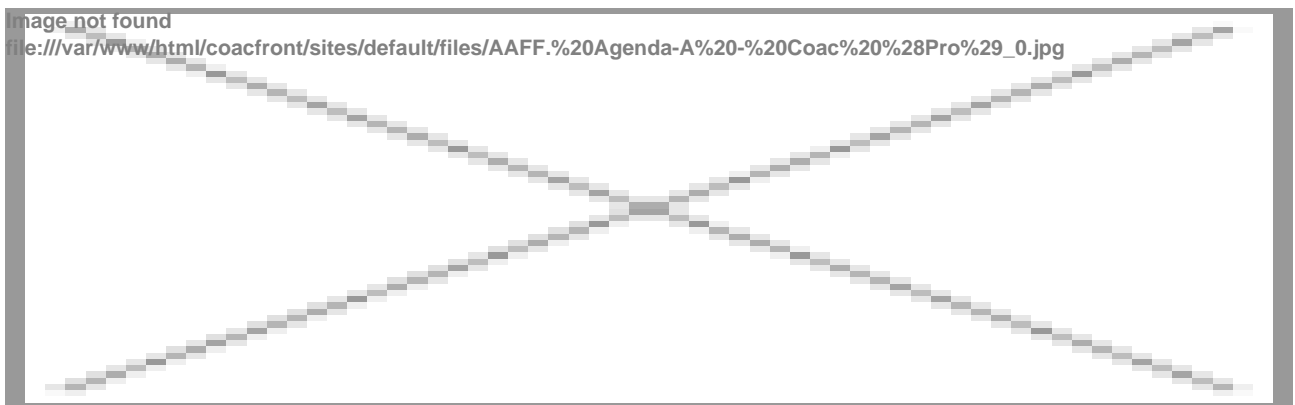 Image not found
file:///var/www/html/coacfront/sites/default/files/AAFF.%20Agenda-A%20-%20Coac%20%28Pro%29_0.jpg